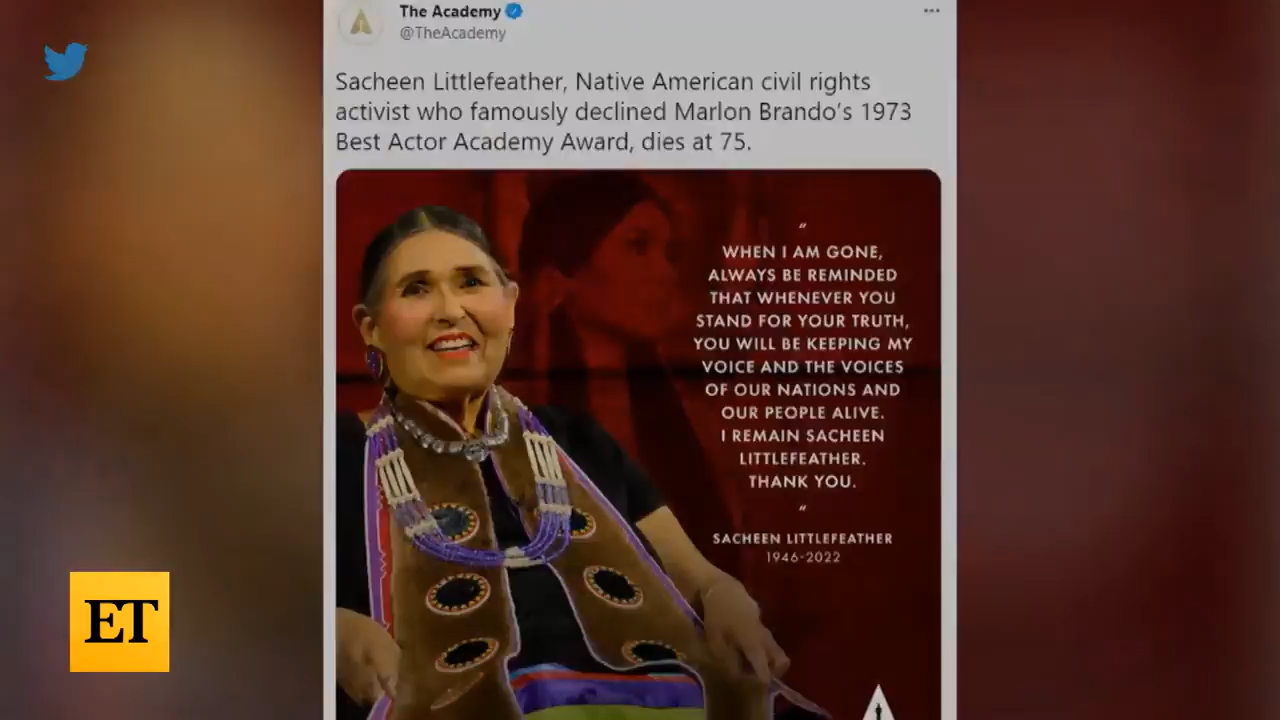 The Academy
@TheAcademy
Sacheen Littlefeather, Native American civil rights
activist who famously declined Marlon Brando's 1973
Best Actor Academy Award, dies at 75.
"
WHEN I AM GONE,
ALWAYS BE REMINDED
THAT WHENEVER YOU
STAND FOR YOUR TRUTH,
YOU WILL BE KEEPING MY
VOICE AND THE VOICES
OF OUR NATIONS AND
OUR PEOPLE ALIVE.
I REMAIN SACHEEN
LITTLEFEATHER.
THANK YOU.
"
SACHEEN LITTLEFEATHER
1946-2022
ET